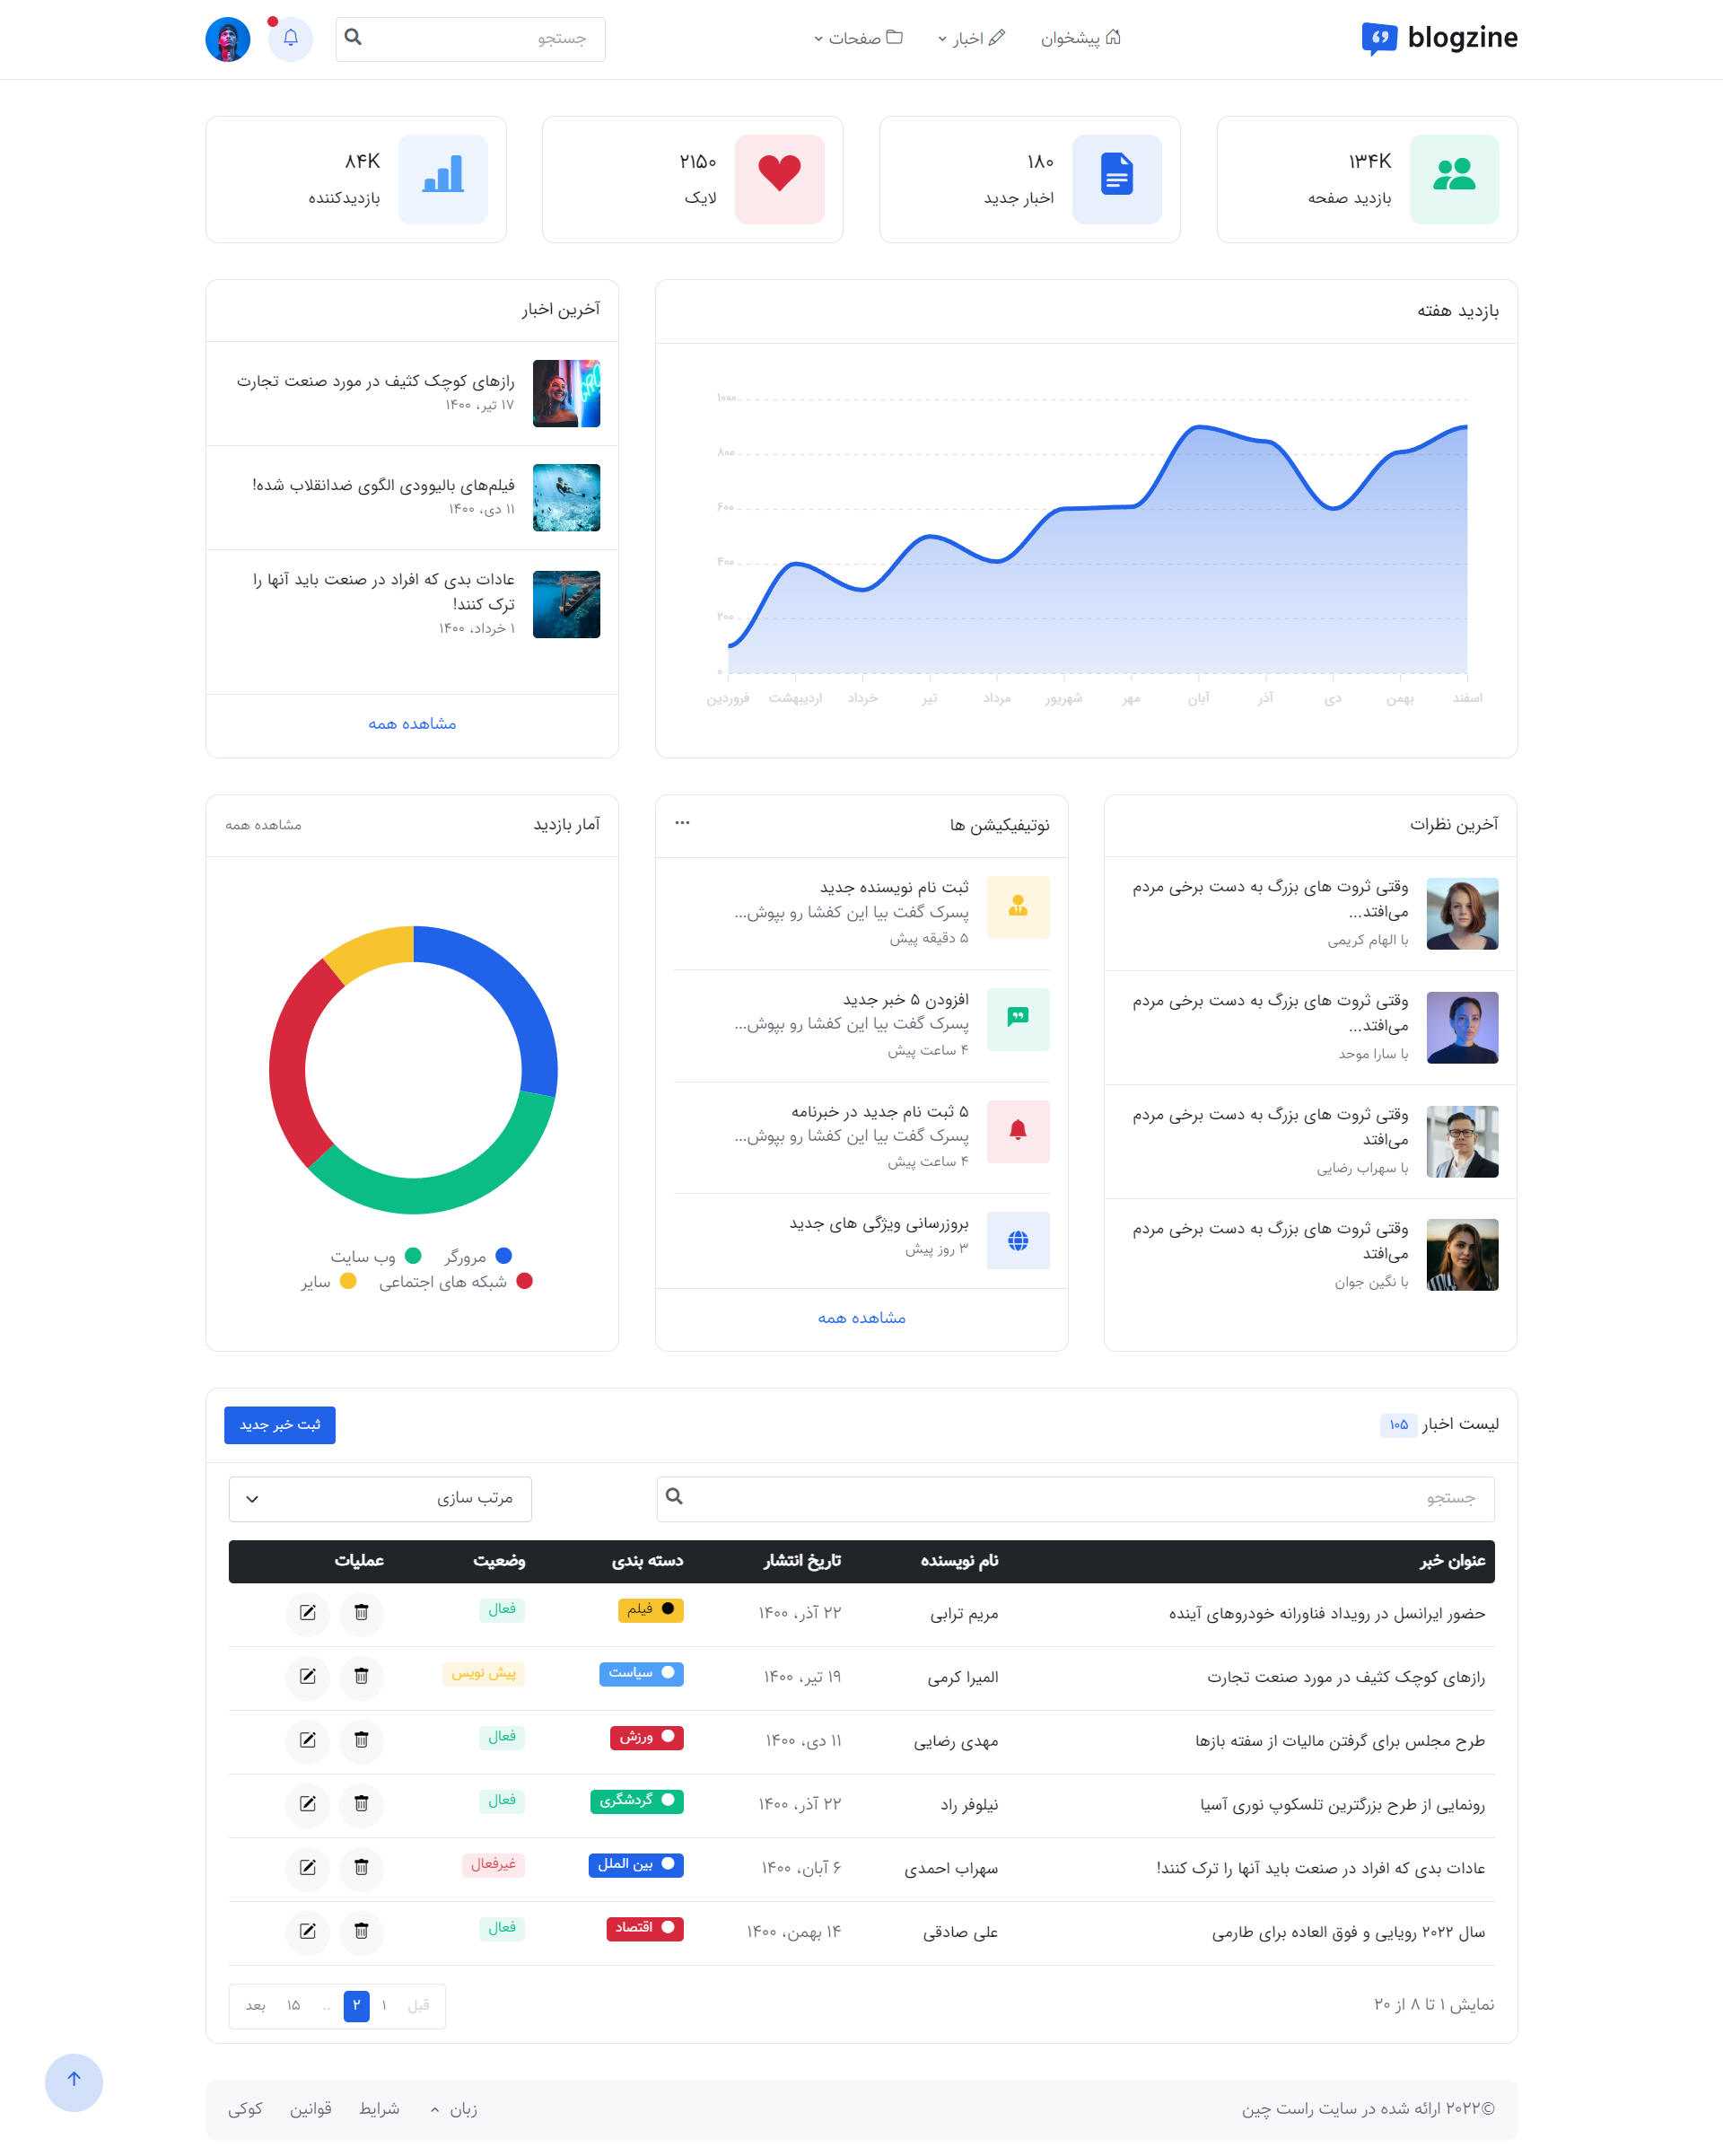 blogzine
پیشخوان
اخبار
صفحات
جستجو
۱۳۴K
بازدید صفحه
۱۸۰
اخبار جدید
۲۱۵۰
لایک
۸۴K
بازدیدکننده
بازدید هفته
۱۰۰۰
۸۰۰
۶۰۰
۴۰۰
۲۰۰
۰
فروردین اردیبهشت خرداد تیر مرداد شهریور مهر آبان آذر دی بهمن اسفند
آخرین اخبار
رازهای کوچک کثیف در مورد صنعت تجارت
۱۷ تیر، ۱۴۰۰
فیلم‌های بالیوودی الگوی ضدانقلاب شده!
۱۱ دی، ۱۴۰۰
عادات بدی که افراد در صنعت باید آنها را
ترک کنند!
۱ خرداد، ۱۴۰۰
مشاهده همه
آخرین نظرات
وقتی ثروت های بزرگ به دست برخی مردم
می‌افتد...
با الهام کریمی
وقتی ثروت های بزرگ به دست برخی مردم
می‌افتد...
با سارا موحد
وقتی ثروت های بزرگ به دست برخی مردم
می‌افتد
با سهراب رضایی
وقتی ثروت های بزرگ به دست برخی مردم
می‌افتد
با نگین جوان
نوتیفیکیشن ها
ثبت نام نویسنده جدید
پسرک گفت بیا این کفشا رو بپوش...
۵ دقیقه پیش
افزودن ۵ خبر جدید
پسرک گفت بیا این کفشا رو بپوش...
۴ ساعت پیش
۵ ثبت نام جدید در خبرنامه
پسرک گفت بیا این کفشا رو بپوش...
۴ ساعت پیش
بروزرسانی ویژگی های جدید
۳ روز پیش
مشاهده همه
آمار بازدید
مشاهده همه
مرورگر وب سایت
شبکه های اجتماعی سایر
لیست اخبار ۱۰۵
ثبت خبر جدید
جستجو
مرتب سازی
عنوان خبر نام نویسنده تاریخ انتشار دسته بندی وضعیت عملیات
حضور ایرانسل در رویداد فناورانه خودروهای آینده مریم ترابی ۲۲ آذر، ۱۴۰۰ فیلم فعال
رازهای کوچک کثیف در مورد صنعت تجارت المیرا کرمی ۱۹ تیر، ۱۴۰۰ سیاست پیش نویس
طرح مجلس برای گرفتن مالیات از سفته بازها مهدی رضایی ۱۱ دی، ۱۴۰۰ ورزش فعال
رونمایی از طرح بزرگترین تلسکوپ نوری آسیا نیلوفر راد ۲۲ آذر، ۱۴۰۰ گردشگری فعال
عادات بدی که افراد در صنعت باید آنها را ترک کنند! سهراب احمدی ۶ آبان، ۱۴۰۰ بین الملل غیرفعال
سال ۲۰۲۲ رویایی و فوق العاده برای طارمی علی صادقی ۱۴ بهمن، ۱۴۰۰ اقتصاد فعال
نمایش ۱ تا ۸ از ۲۰
قبل ۱ ۲ .. ۱۵ بعد
©۲۰۲۲ ارائه شده در سایت راست چین
زبان شرایط قوانین کوکی